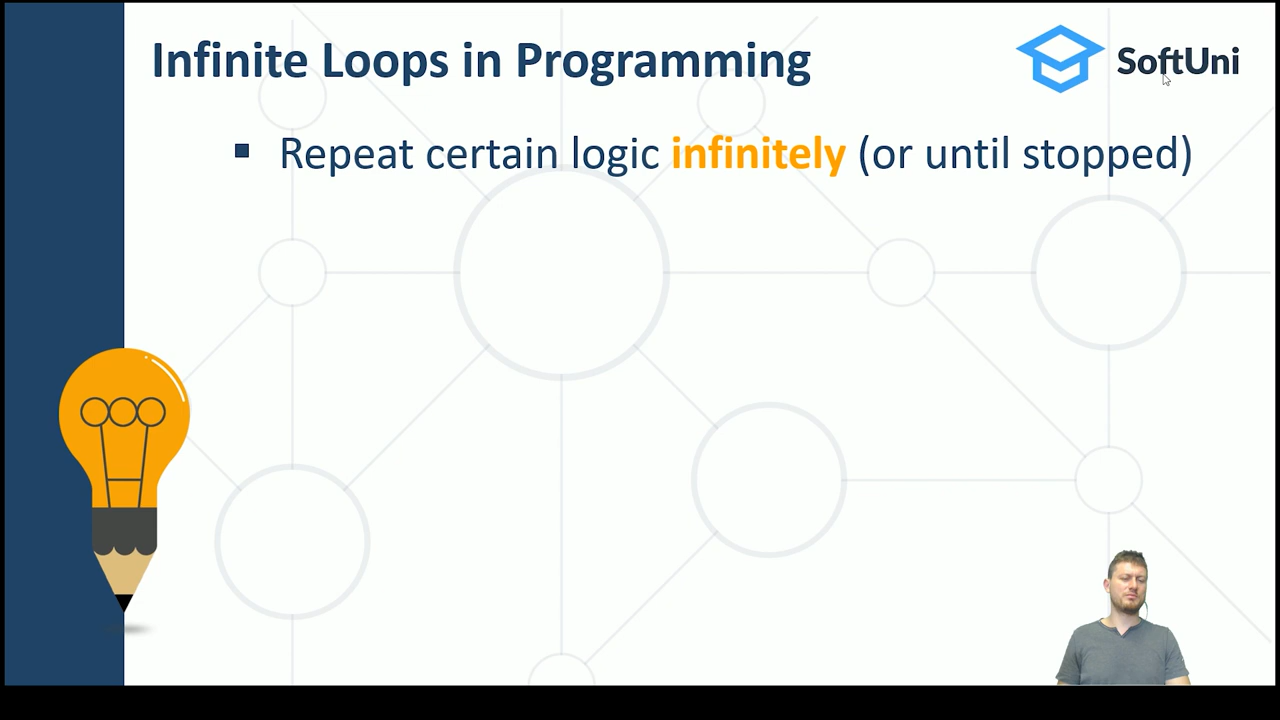 Infinite Loops in Programming
SoftUni
▪ Repeat certain logic infinitely (or until stopped)